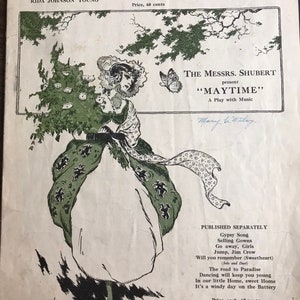 RIDA JOHNSON YOUNG
Price, 60 cents
THE MESSRS. SHUBERT
present
"MAYTIME"
A Play with Music
PUBLISHED SEPARATELY
Gypsy Song
Selling Gowns
Go away, Girls
Jump, Jim Crow
Will you remember (Sweetheart)
(Solo and Duet)
The road to Paradise
Dancing will keep you young
In our little Home, sweet Home
It's a windy day on the Battery